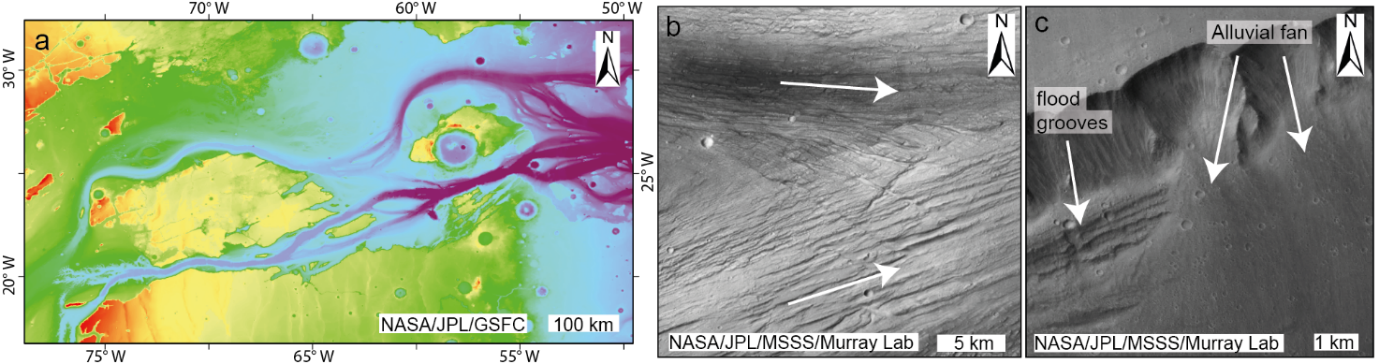 70° W
60° W
50° W
a
N
30° W
25° W
20° W
NASA/JPL/GSFC
100 km
75° W
65° W
55° W
b
N
NASA/JPL/MSSS/Murray Lab
5 km
c
Alluvial fan
N
flood
grooves
NASA/JPL/MSSS/Murray Lab
1 km